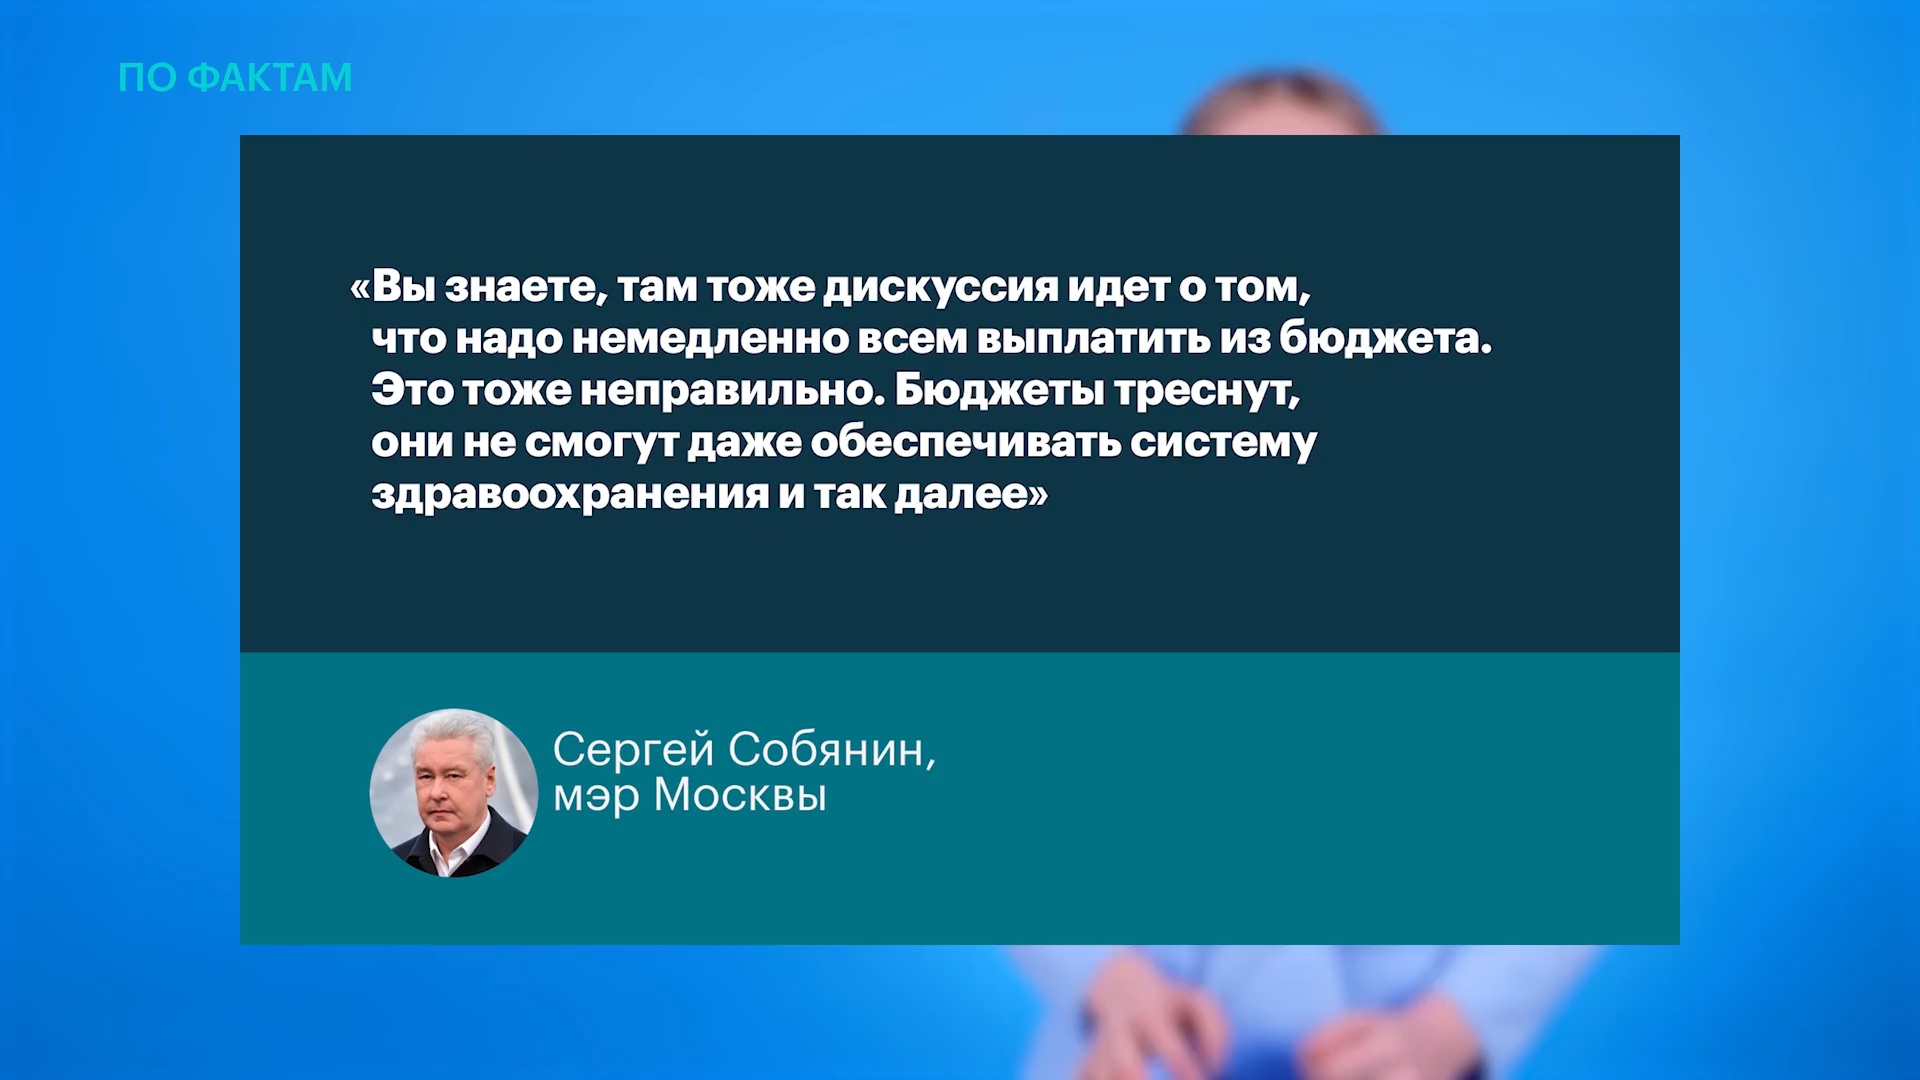 ПО ФАКТАМ
«Вы знаете, там тоже дискуссия идет о том,
что надо немедленно всем выплатить из бюджета.
Это тоже неправильно. Бюджеты треснут,
они не смогут даже обеспечивать систему
здравоохранения и так далее»
Сергей Собянин,
мэр Москвы